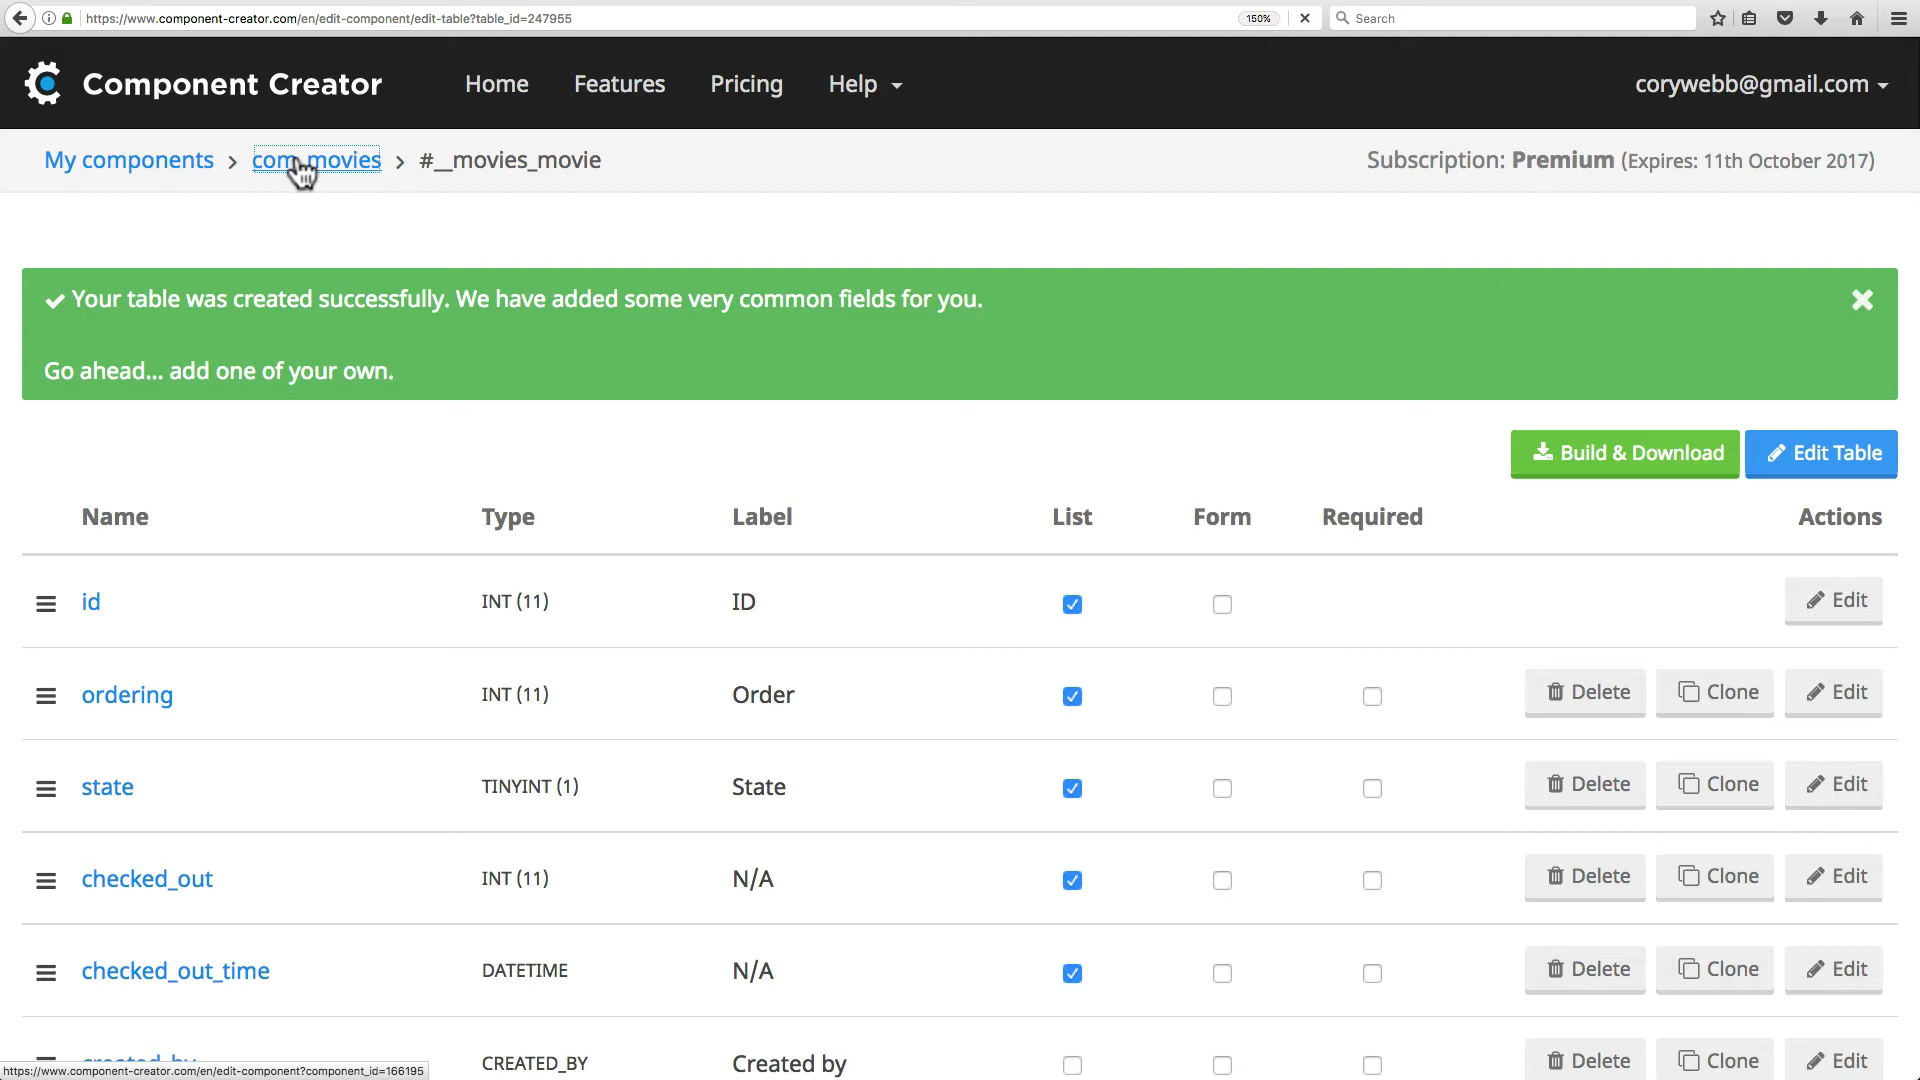 https://www.component-creator.com/en/edit-component/edit-table?table_id=247955
150%
Search
Component Creator
Home
Features
Pricing
Help
corywebb@gmail.com
My components > com_movies > #__movies_movie
Subscription: Premium (Expires: 11th October 2017)
Your table was created successfully. We have added some very common fields for you.
Go ahead... add one of your own.
Build & Download
Edit Table
Name Type Label List Form Required Actions
id INT (11) ID Edit
ordering INT (11) Order Delete Clone Edit
state TINYINT (1) State Delete Clone Edit
checked_out INT (11) N/A Delete Clone Edit
checked_out_time DATETIME N/A Delete Clone Edit
created_by CREATED_BY Created by Delete Clone Edit
https://www.component-creator.com/en/edit-component?component_id=166195